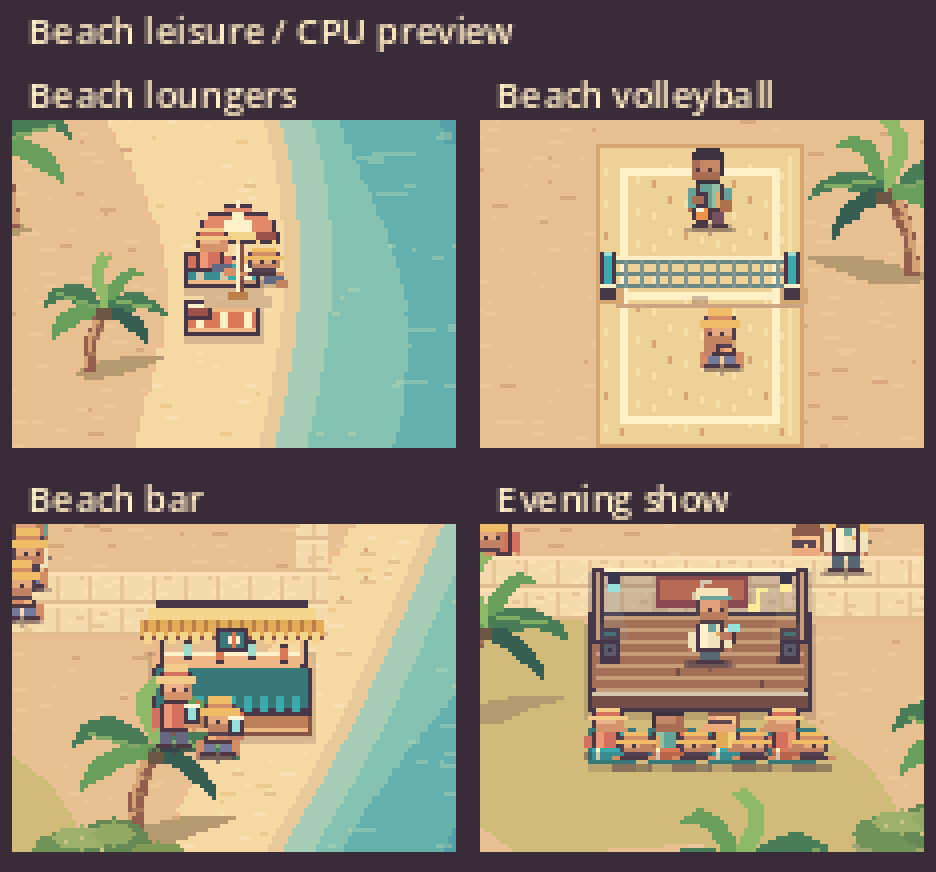 Beach leisure / CPU preview
Beach loungers
Beach volleyball
Beach bar
Evening show